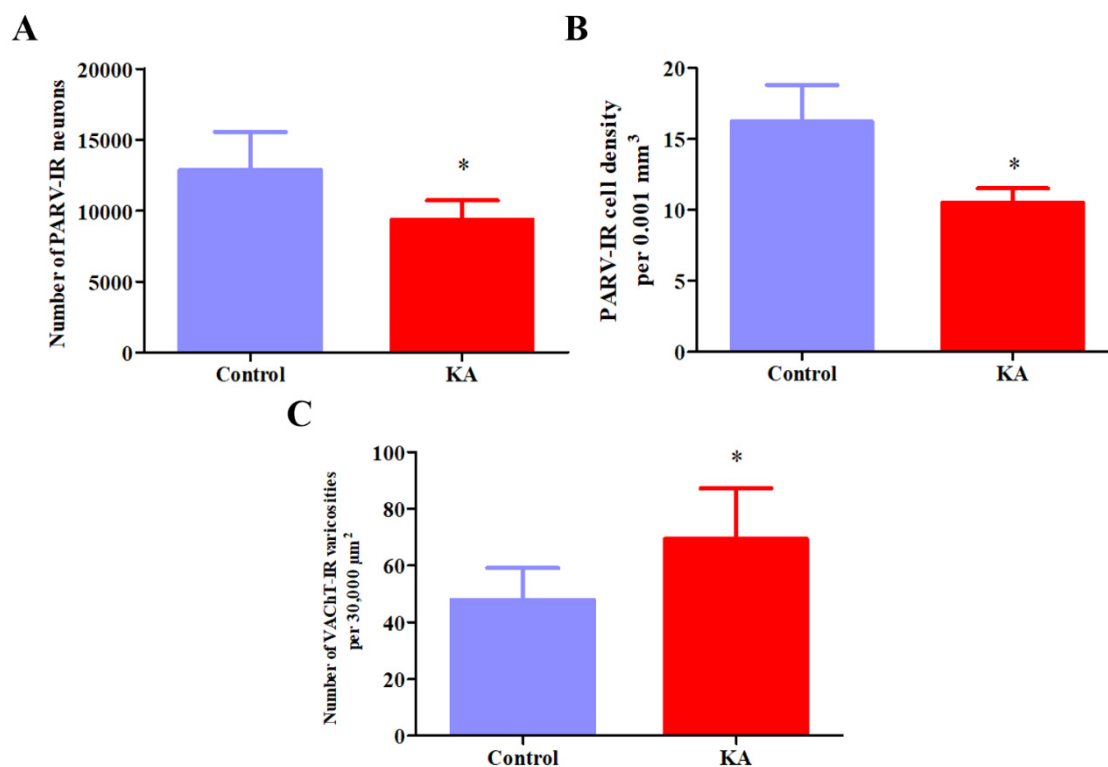 A
Number of PARV-IR neurons
20000
15000
10000
5000
0
*
Control
KA
B
PARV-IR cell density
per 0.001 mm³
20
15
10
5
0
*
Control
KA
C
Number of VAChT-IR varicosities
per 30,000 µm²
100
80
60
40
20
0
*
Control
KA